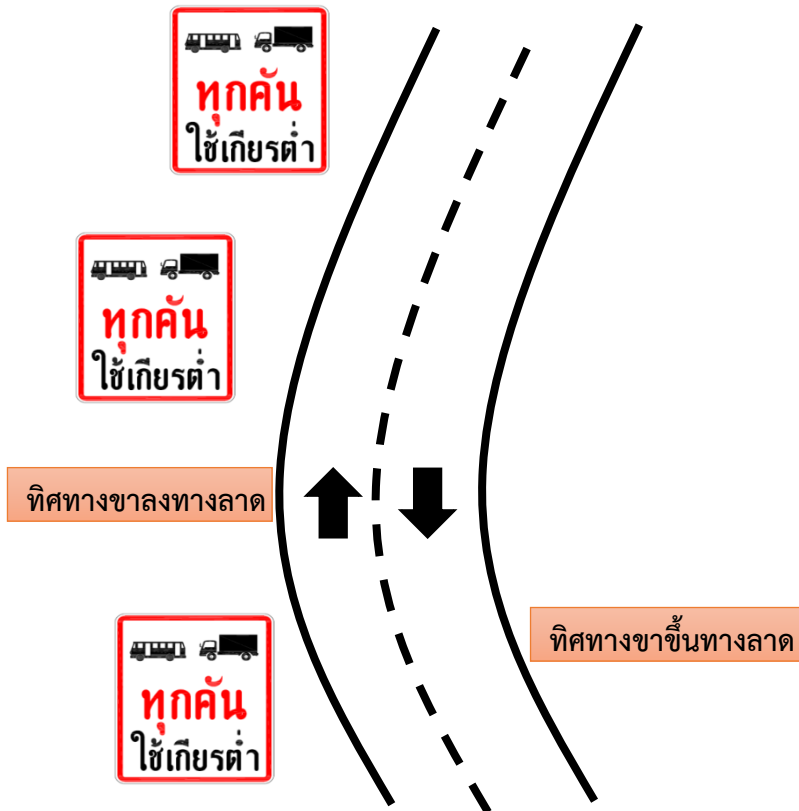 ทุกคัน
ใช้เกียรต่ำ
ทุกคัน
ใช้เกียรต่ำ
ทิศทางขาลงทางลาด
ทิศทางขาขึ้นทางลาด
ทุกคัน
ใช้เกียรต่ำ